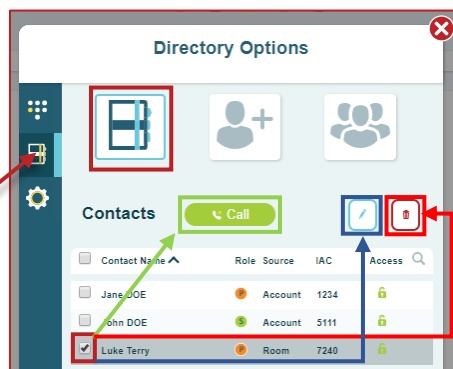 Directory Options
Contacts
Call
Contact Name Role Source IAC Access
Jane DOE P Account 1234
John DOE S Account 5111
Luke Terry P Room 7240